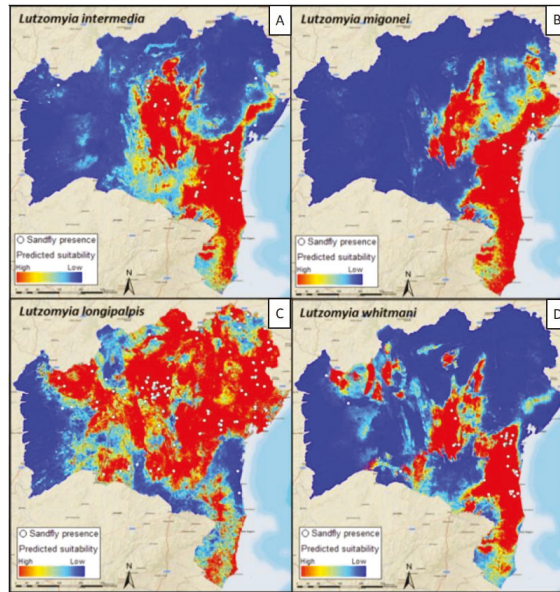 Lutzomyia intermedia
A
Sandfly presence
Predicted suitability
High Low
N
Lutzomyia migonei
B
Sandfly presence
Predicted suitability
High Low
N
Lutzomyia longipalpis
C
Sandfly presence
Predicted suitability
High Low
N
Lutzomyia whitmani
D
Sandfly presence
Predicted suitability
High Low
N